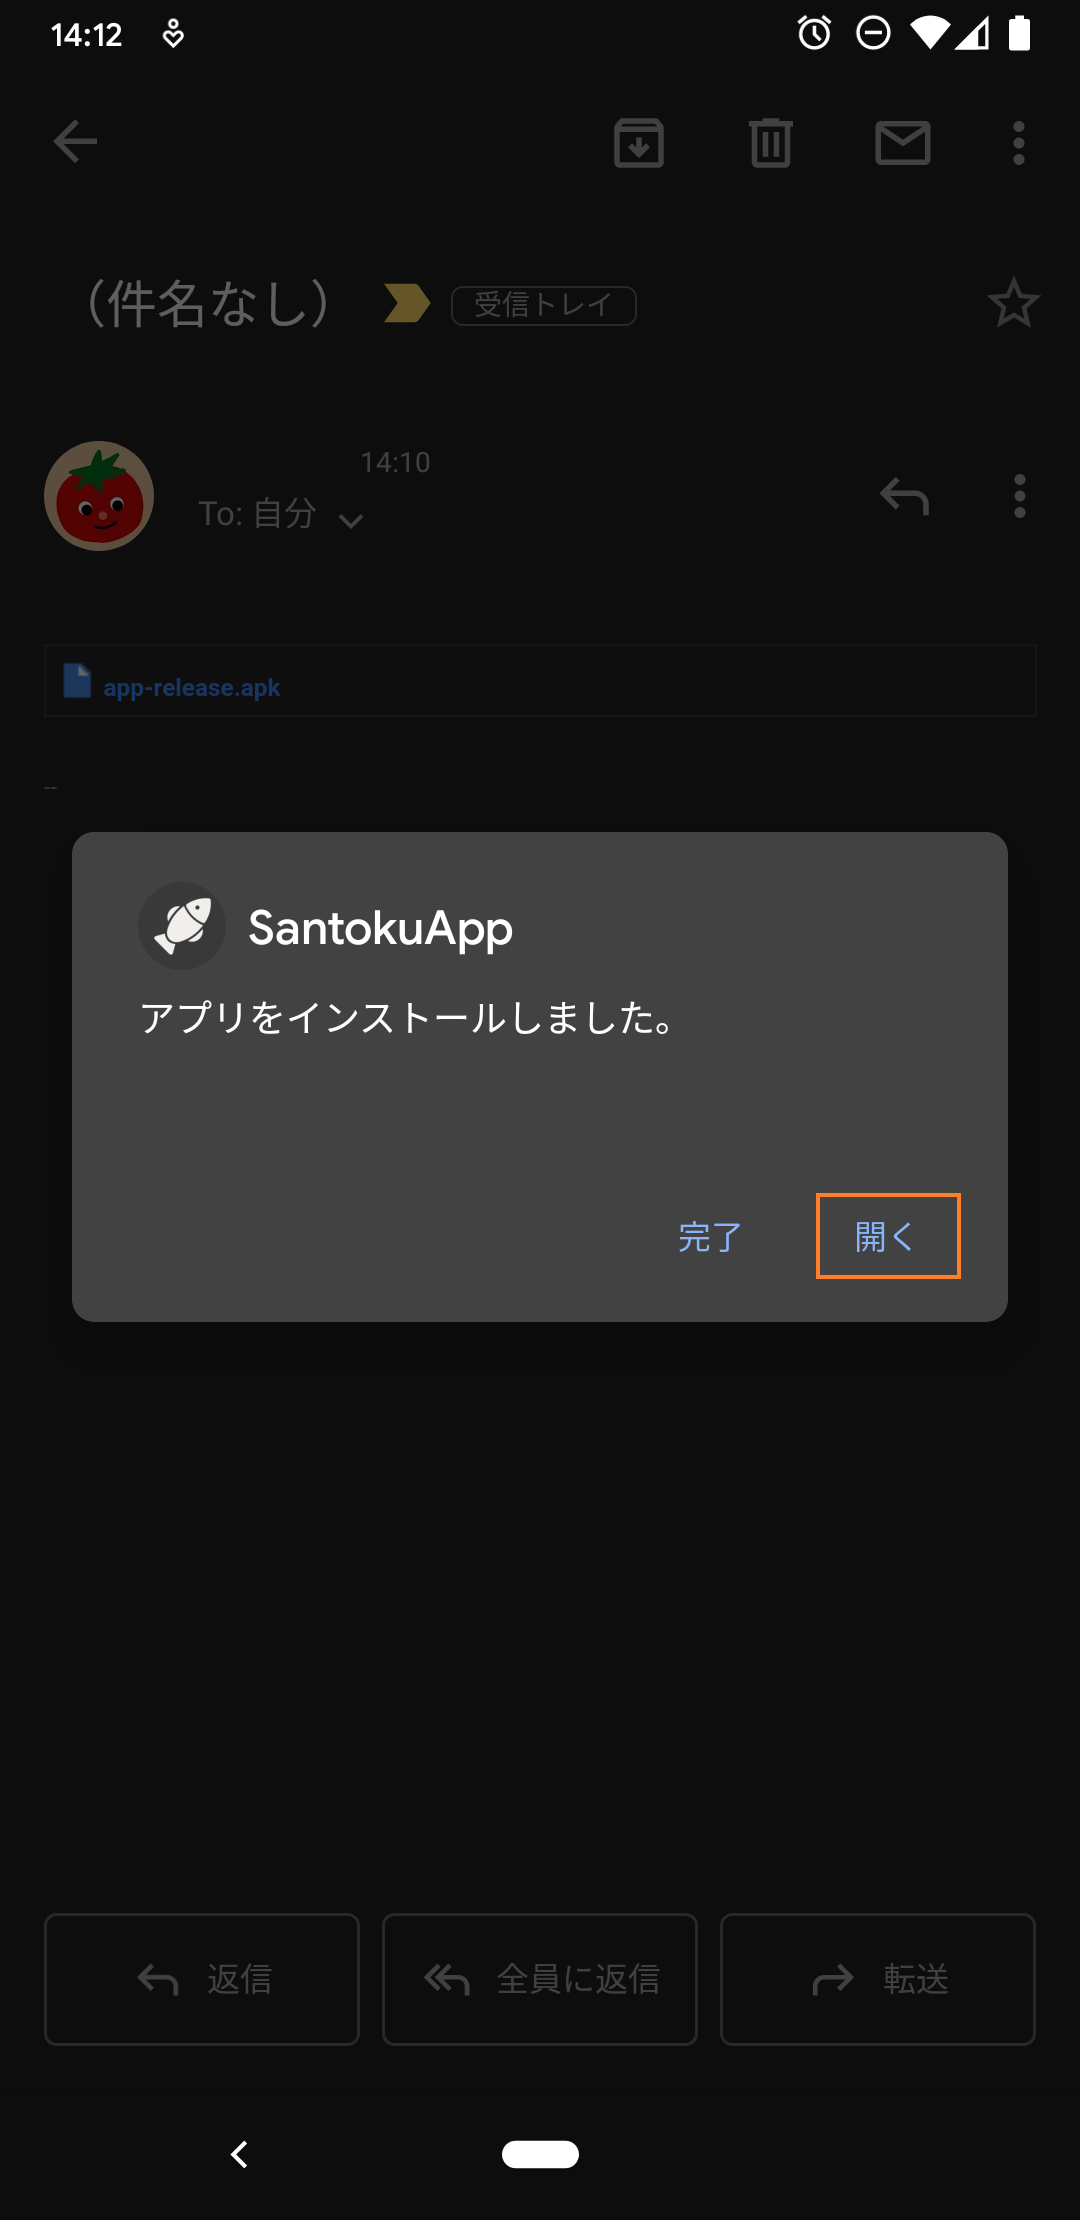 14:12
（件名なし） 受信トレイ
14:10
To: 自分
app-release.apk
--
SantokuApp
アプリをインストールしました。
完了 開く
返信 全員に返信 転送